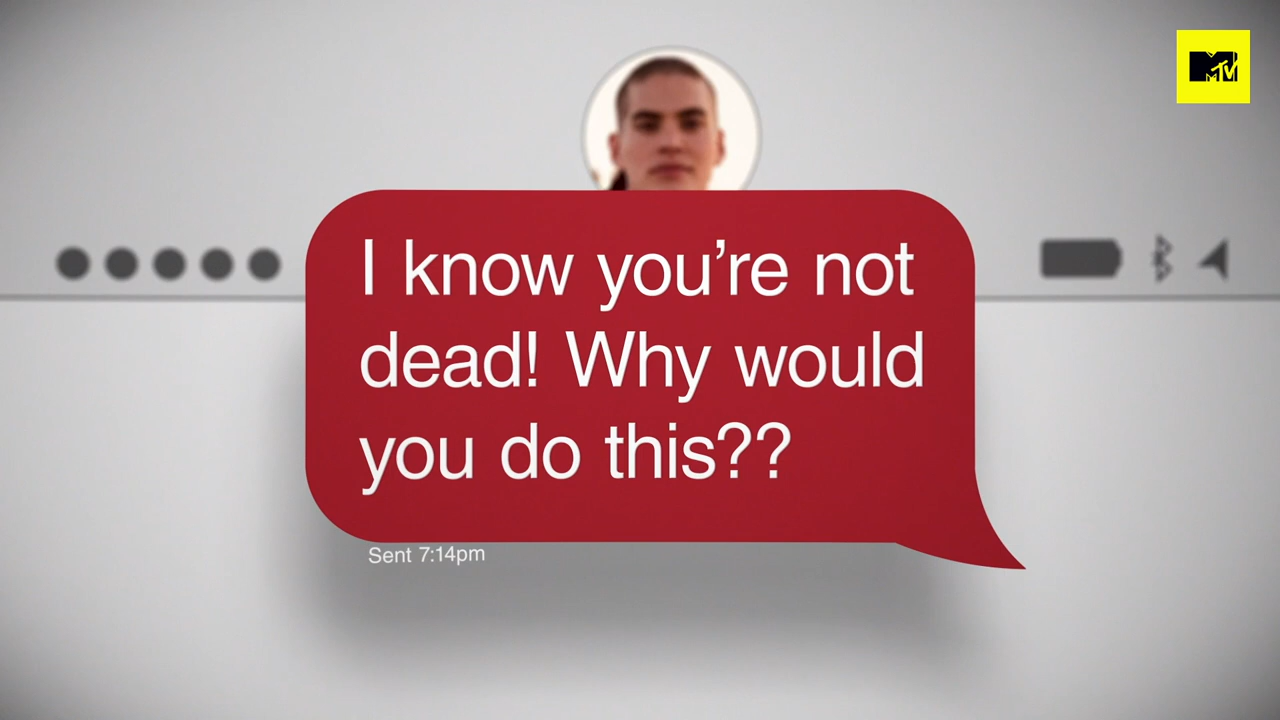 MTV
I know you’re not
dead! Why would
you do this??
Sent 7:14pm